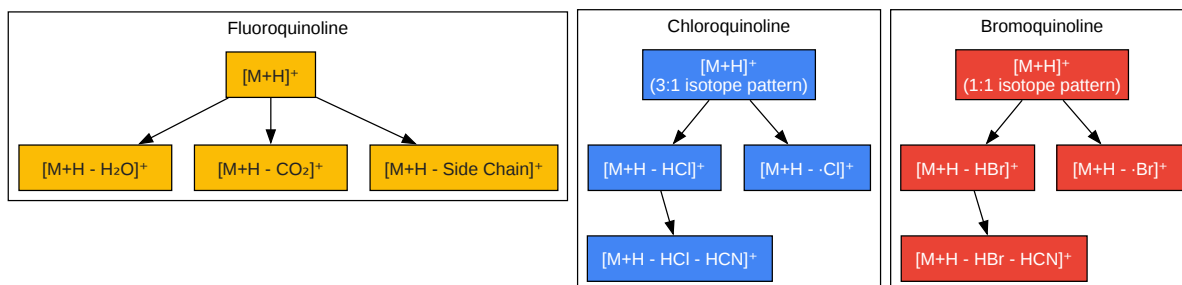 Fluoroquinoline
[M+H]⁺
[M+H - H₂O]⁺
[M+H - CO₂]⁺
[M+H - Side Chain]⁺
Chloroquinoline
[M+H]⁺
(3:1 isotope pattern)
[M+H - HCl]⁺
[M+H - ·Cl]⁺
[M+H - HCl - HCN]⁺
Bromoquinoline
[M+H]⁺
(1:1 isotope pattern)
[M+H - HBr]⁺
[M+H - ·Br]⁺
[M+H - HBr - HCN]⁺